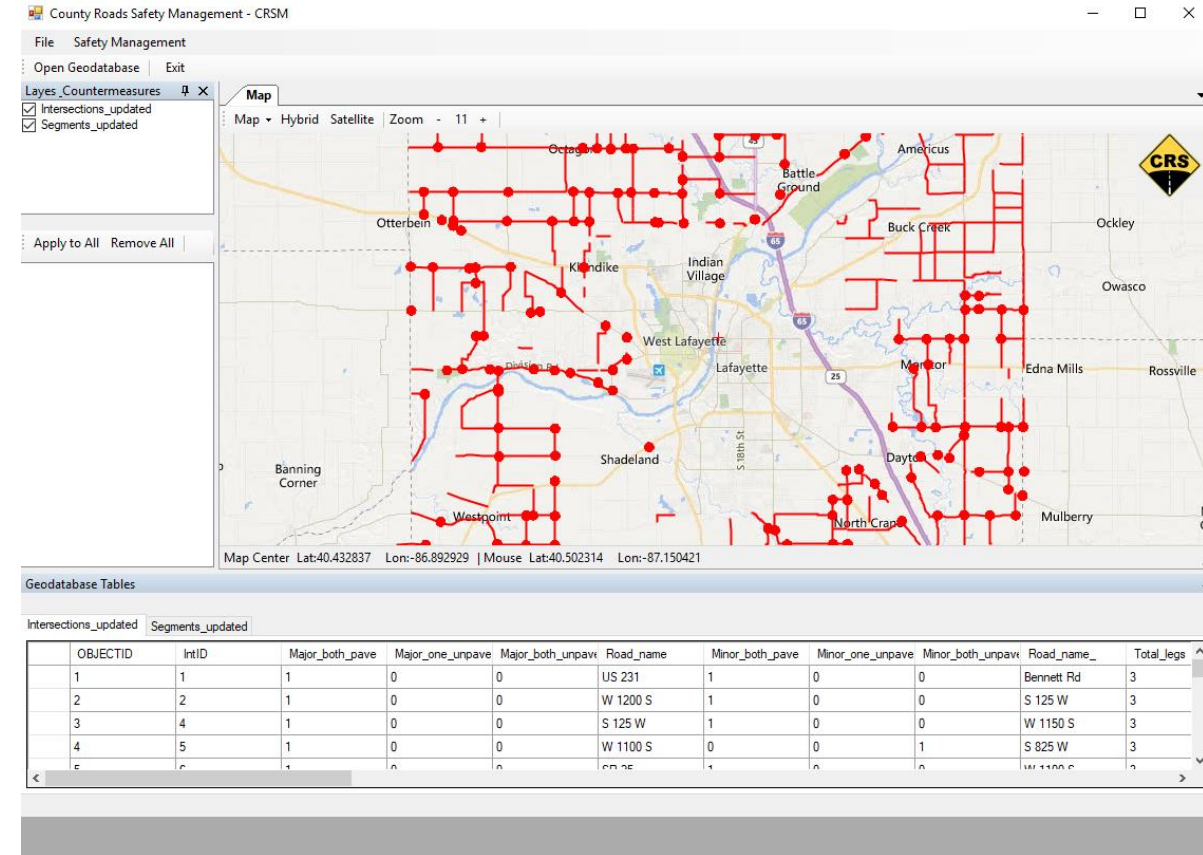 County Roads Safety Management - CRSM
File Safety Management
Open Geodatabase Exit
Layes_Countermeasures
Intersections_updated
Segments_updated
Apply to All Remove All
Map
Map Hybrid Satellite Zoom - 11 +
Americus
CRS
Battle
Ground
Otterbein
Buck Creek
Ockley
65
Indian
Village
Owasco
65
West Lafayette
Lafayette
25
Edna Mills
Rossville
S 18th St
Shadeland
Banning
Corner
Westpoint
Mulberry
Map Center Lat:40.432837 Lon:-86.892929 | Mouse Lat:40.502314 Lon:-87.150421
Geodatabase Tables
Intersections_updated Segments_updated
OBJECTID IntID Major_both_pave Major_one_unpave Major_both_unpave Road_name Minor_both_pave Minor_one_unpave Minor_both_unpave Road_name_ Total_legs
1 1 1 0 0 US 231 1 0 0 Bennett Rd 3
2 2 1 0 0 W 1200 S 1 0 0 S 125 W 3
3 4 1 0 0 S 125 W 1 0 0 W 1150 S 3
4 5 1 0 0 W 1100 S 0 0 1 S 825 W 3